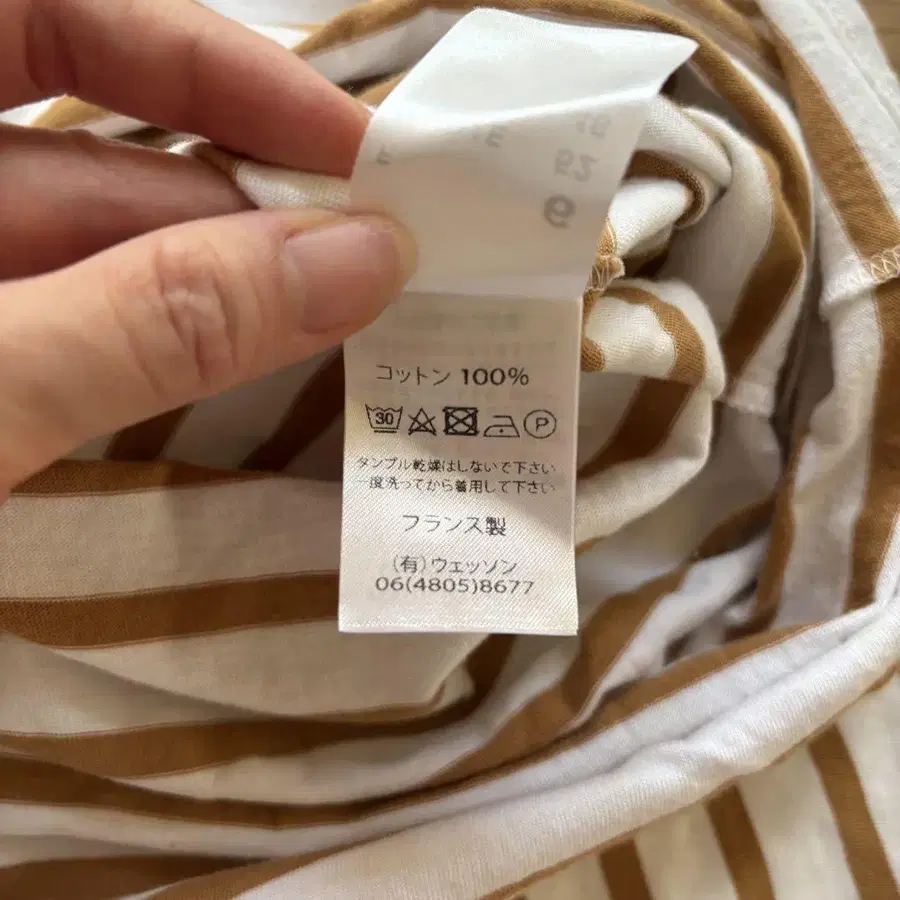 コットン 100%
30 P
タンブル乾燥はしないで下さい
一度洗ってから着用して下さい
フランス製
(有)ウェッソン
06(4805)8677